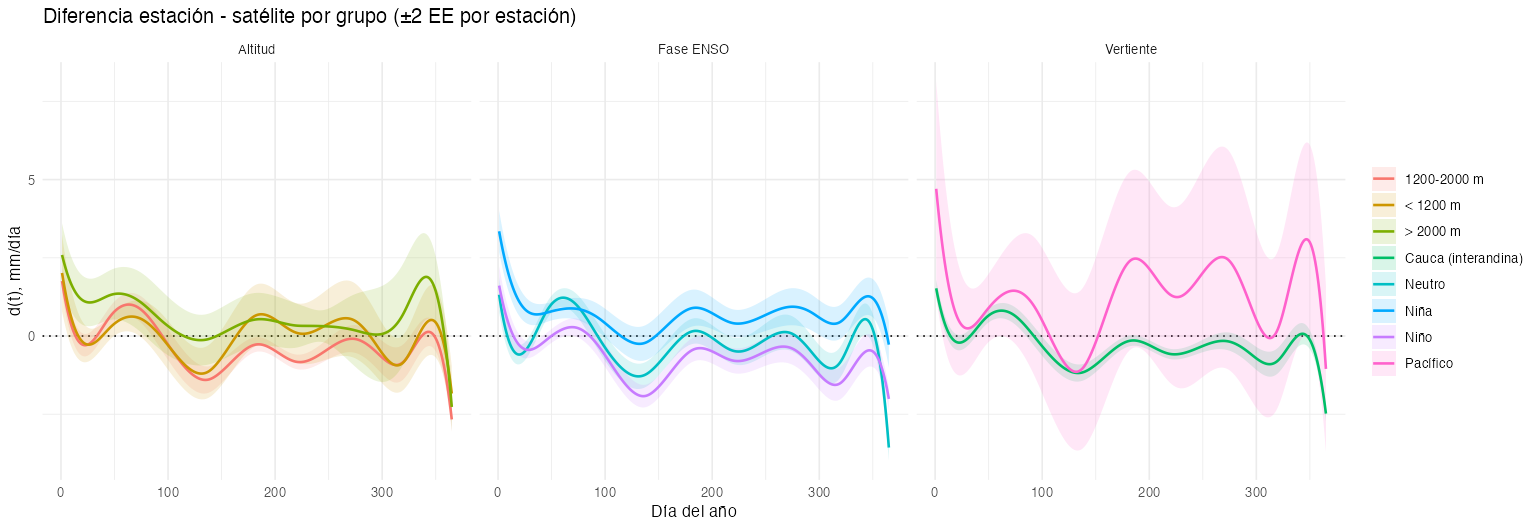 Diferencia estación - satélite por grupo (±2 EE por estación)
Altitud
Fase ENSO
Vertiente
d(t), mm/día
5
0
0 100 200 300
0 100 200 300
0 100 200 300
Día del año
1200-2000 m
< 1200 m
> 2000 m
Cauca (interandina)
Neutro
Niña
Niño
Pacífico